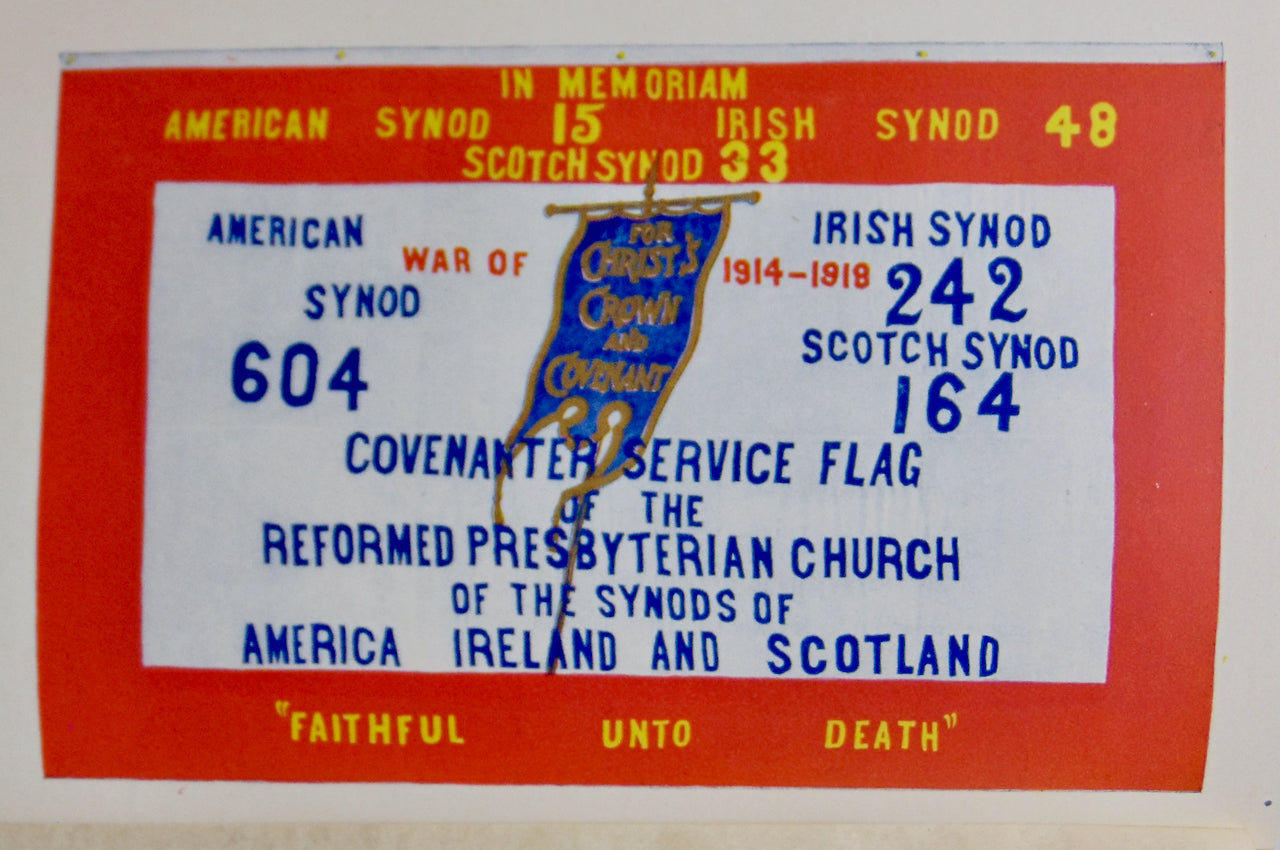 IN MEMORIAM
AMERICAN SYNOD 15 IRISH SYNOD 48
SCOTCH SYNOD 33
AMERICAN
SYNOD
604
WAR OF
FOR
CHRIST'S
CROWN
AND
COVENANT
1914-1918
IRISH SYNOD
242
SCOTCH SYNOD
164
COVENANTER SERVICE FLAG
OF THE
REFORMED PRESBYTERIAN CHURCH
OF THE SYNODS OF
AMERICA IRELAND AND SCOTLAND
"FAITHFUL UNTO DEATH"